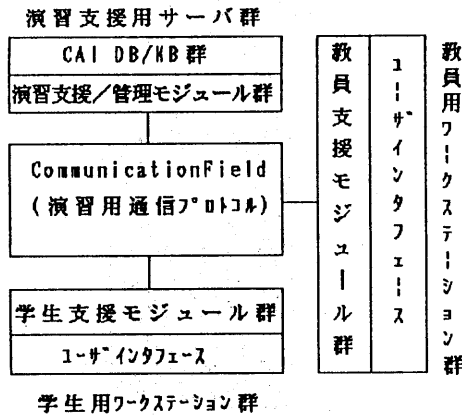 演習支援用サーバ群
CAI DB/KB群
演習支援／管理モジュール群
CommunicationField
(演習用通信ﾌﾟﾛﾄｺﾙ)
学生支援モジュール群
ﾕｰｻﾞｲﾝﾀﾌｪｰｽ
学生用ﾜｰｸｽﾃｰｼｮﾝ群
教員支援モジュール群
ﾕｰｻﾞｲﾝﾀﾌｪｰｽ
教員用ﾜｰｸｽﾃｰｼｮﾝ群